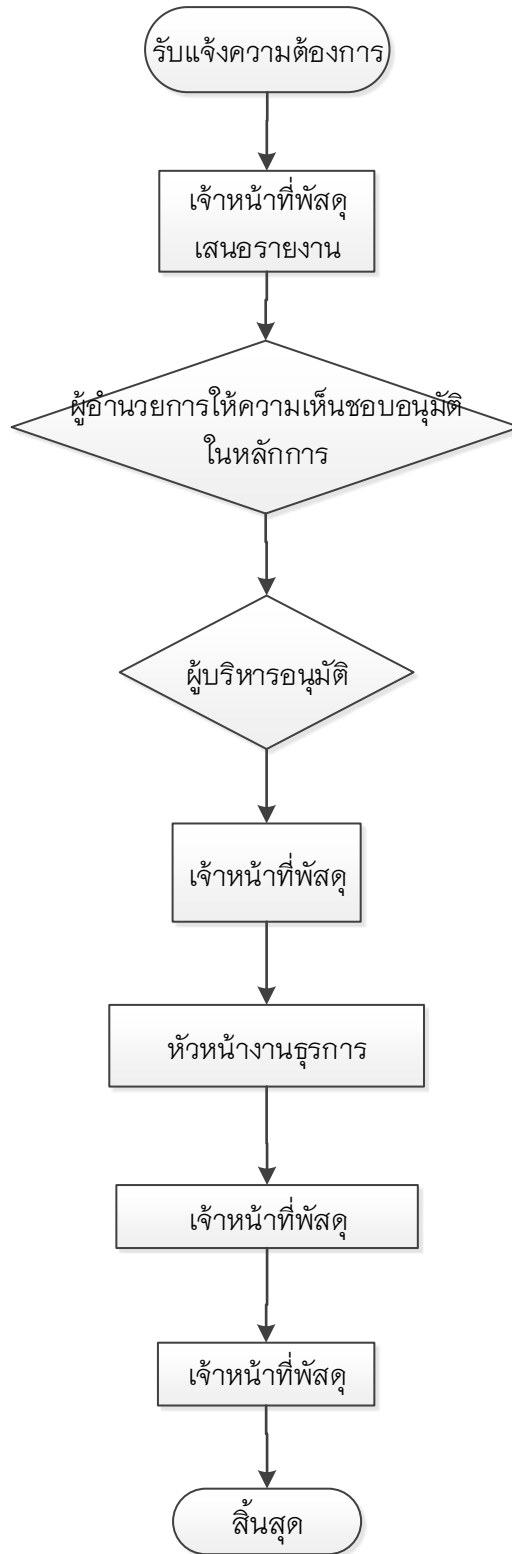 รับแจ้งความต้องการ
เจ้าหน้าที่พัสดุ
เสนอรายงาน
ผู้อำนวยการให้ความเห็นชอบอนุมัติ
ในหลักการ
ผู้บริหารอนุมัติ
เจ้าหน้าที่พัสดุ
หัวหน้างานธุรการ
เจ้าหน้าที่พัสดุ
เจ้าหน้าที่พัสดุ
สิ้นสุด